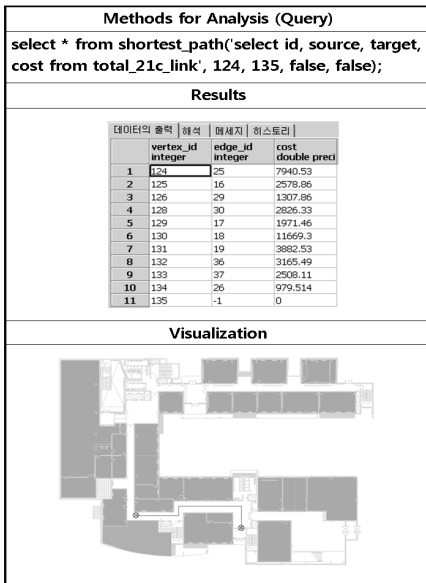 Methods for Analysis (Query)
select * from shortest_path('select id, source, target,
cost from total_21c_link', 124, 135, false, false);
Results
데이터의 출력 해석 메세지 히스토리
vertex_id integer edge_id integer cost double preci
1 124 25 7940.53
2 125 16 2578.86
3 126 29 1307.86
4 128 30 2826.33
5 129 17 1971.46
6 130 18 11669.3
7 131 19 3882.53
8 132 36 3165.49
9 133 37 2508.11
10 134 26 979.514
11 135 -1 0
Visualization